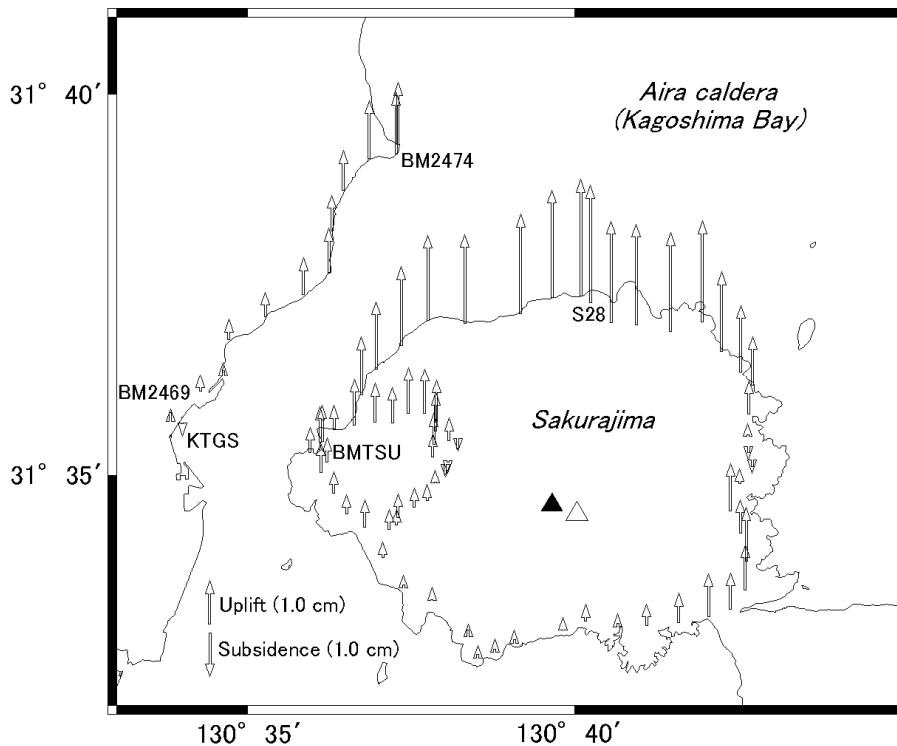 31° 40′
Aira caldera
(Kagoshima Bay)
BM2474
S28
BM2469
KTGS
BMTSU
Sakurajima
31° 35′
Uplift (1.0 cm)
Subsidence (1.0 cm)
130° 35′
130° 40′